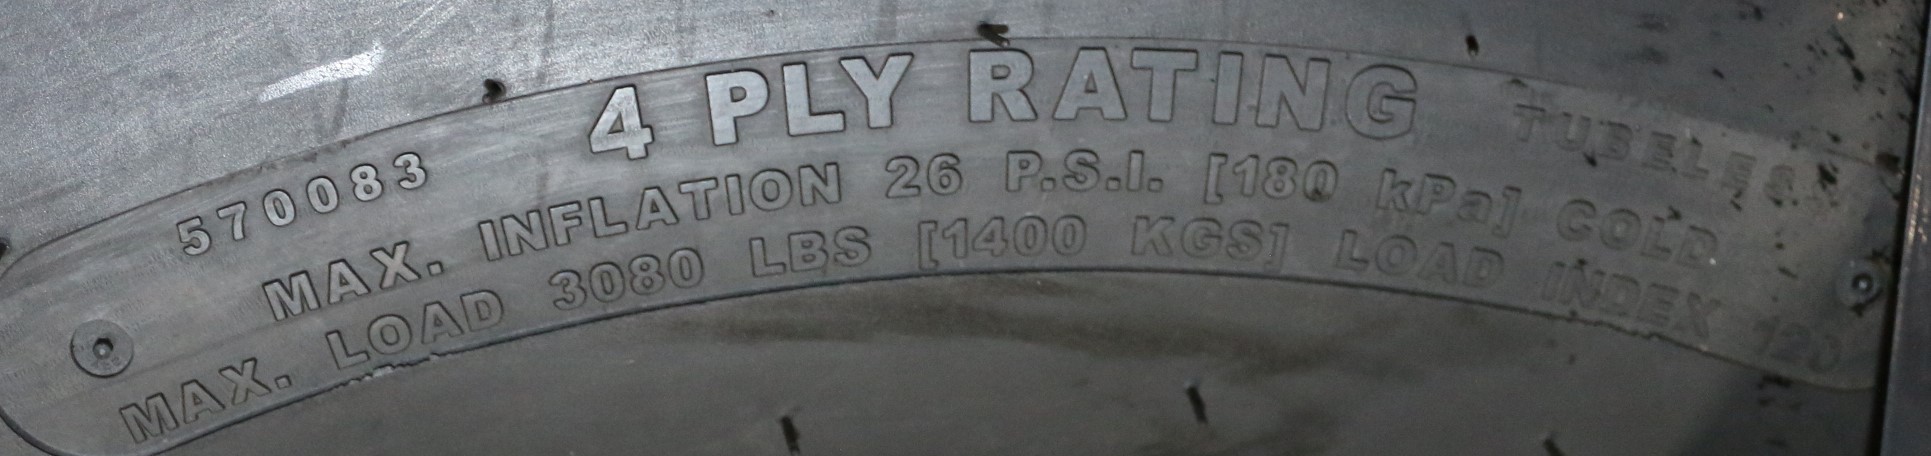 570083 4 PLY RATING TUBELESS
MAX. INFLATION 26 P.S.I. [180 kPa] COLD
MAX. LOAD 3080 LBS [1400 KGS] LOAD INDEX 120